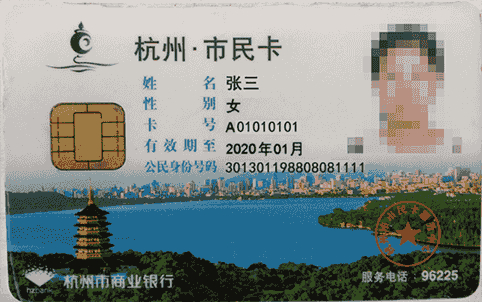 杭州·市民卡
姓名 张三
性别 女
卡号 A01010101
有效期至 2020年01月
公民身份号码 301301198808081111
hzbank
杭州市商业银行
服务电话：96225